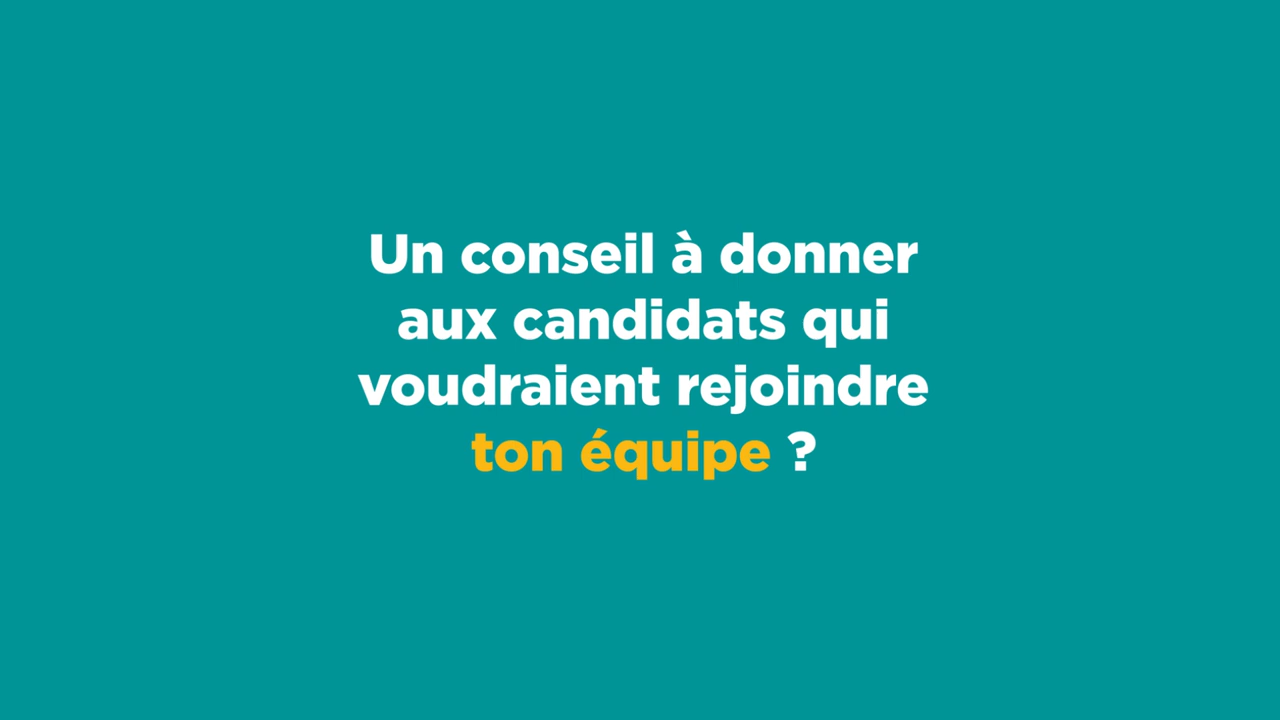 Un conseil à donner
aux candidats qui
voudraient rejoindre
ton équipe ?